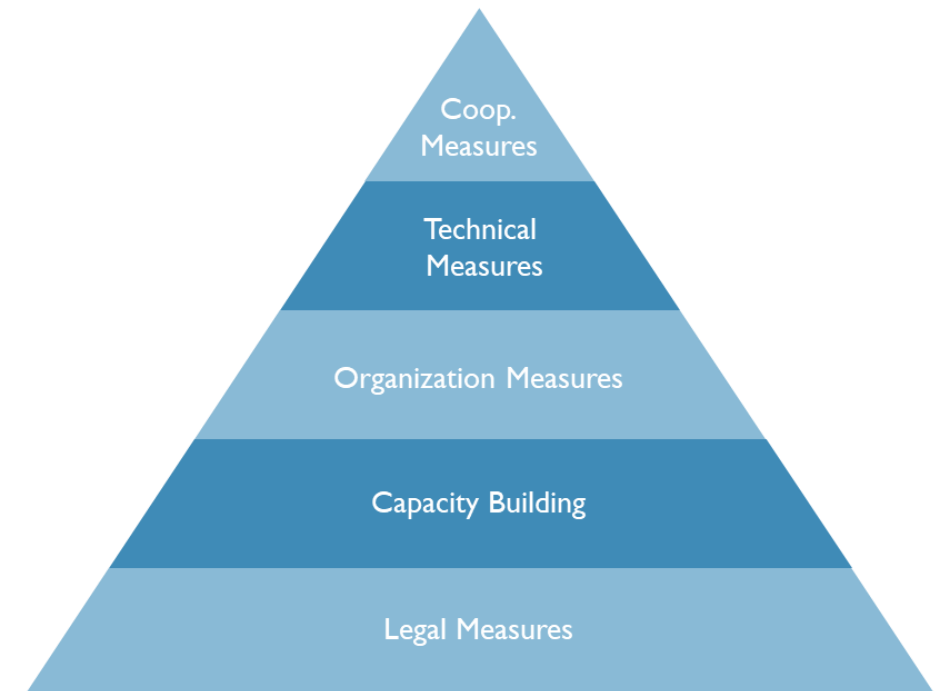 Coop.
Measures
Technical
Measures
Organization Measures
Capacity Building
Legal Measures